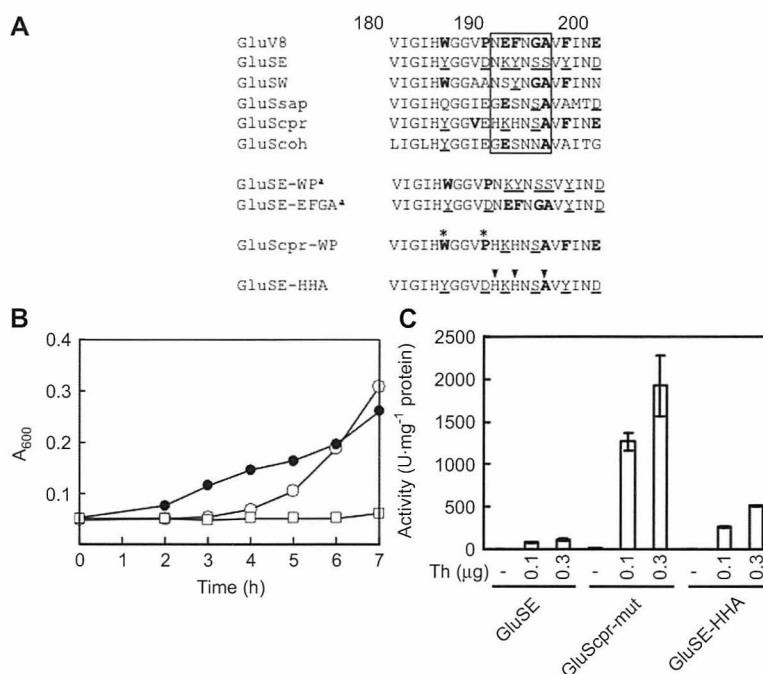 A
180 190 200
GluV8 VIGIHWGGVPNEFNGAVFINE
GluSE VIGIHYGGVDNKYNSSVYIND
GluSW VIGIHWGGAANSYNGAVFINN
GluSsap VIGIHQGGIEGESNSAVAMTD
GluScpr VIGIHYGGVEHKHNSAVFINE
GluScoh LIGLHYGGIEGESNNAVAITG
GluSE-WPª VIGIHWGGVPNKYNSSVYIND
GluSE-EFGAª VIGIHYGGVDNEFNGAVYIND
* *
GluScpr-WP VIGIHWGGVPHKHNSAVFINE
GluSE-HHA VIGIHYGGVDHKHNSAVYIND
B
0.4
0.3
0.2
0.1
A600
0 1 2 3 4 5 6 7
Time (h)
C
2500
2000
1500
1000
500
0
Activity (U·mg-1 protein)
Th (µg) - 0.1 0.3 - 0.1 0.3 - 0.1 0.3
GluSE GluScpr-mut GluSE-HHA